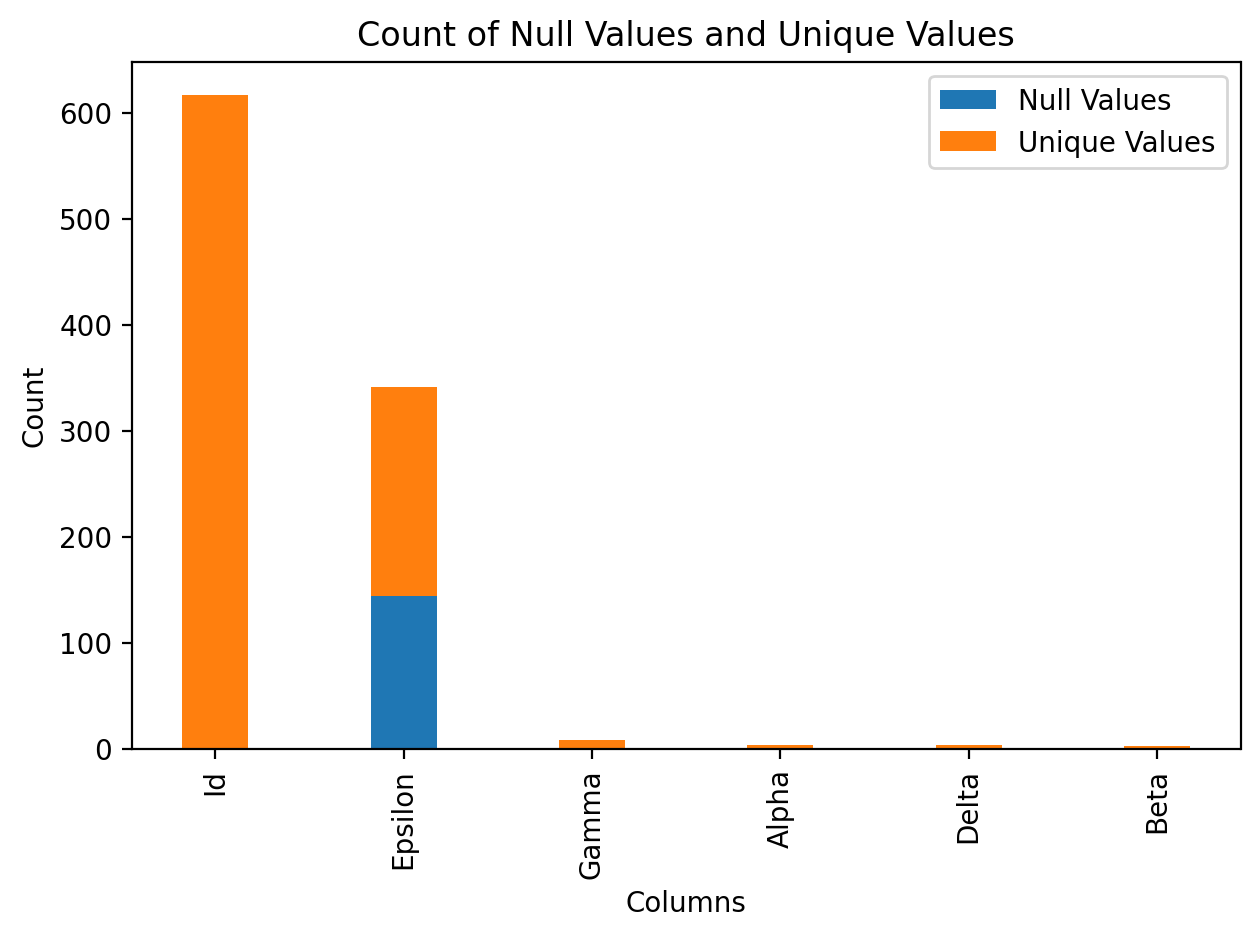 Count of Null Values and Unique Values
Null Values
Unique Values
600
500
400
300
200
100
0
Count
Id
Epsilon
Gamma
Alpha
Delta
Beta
Columns